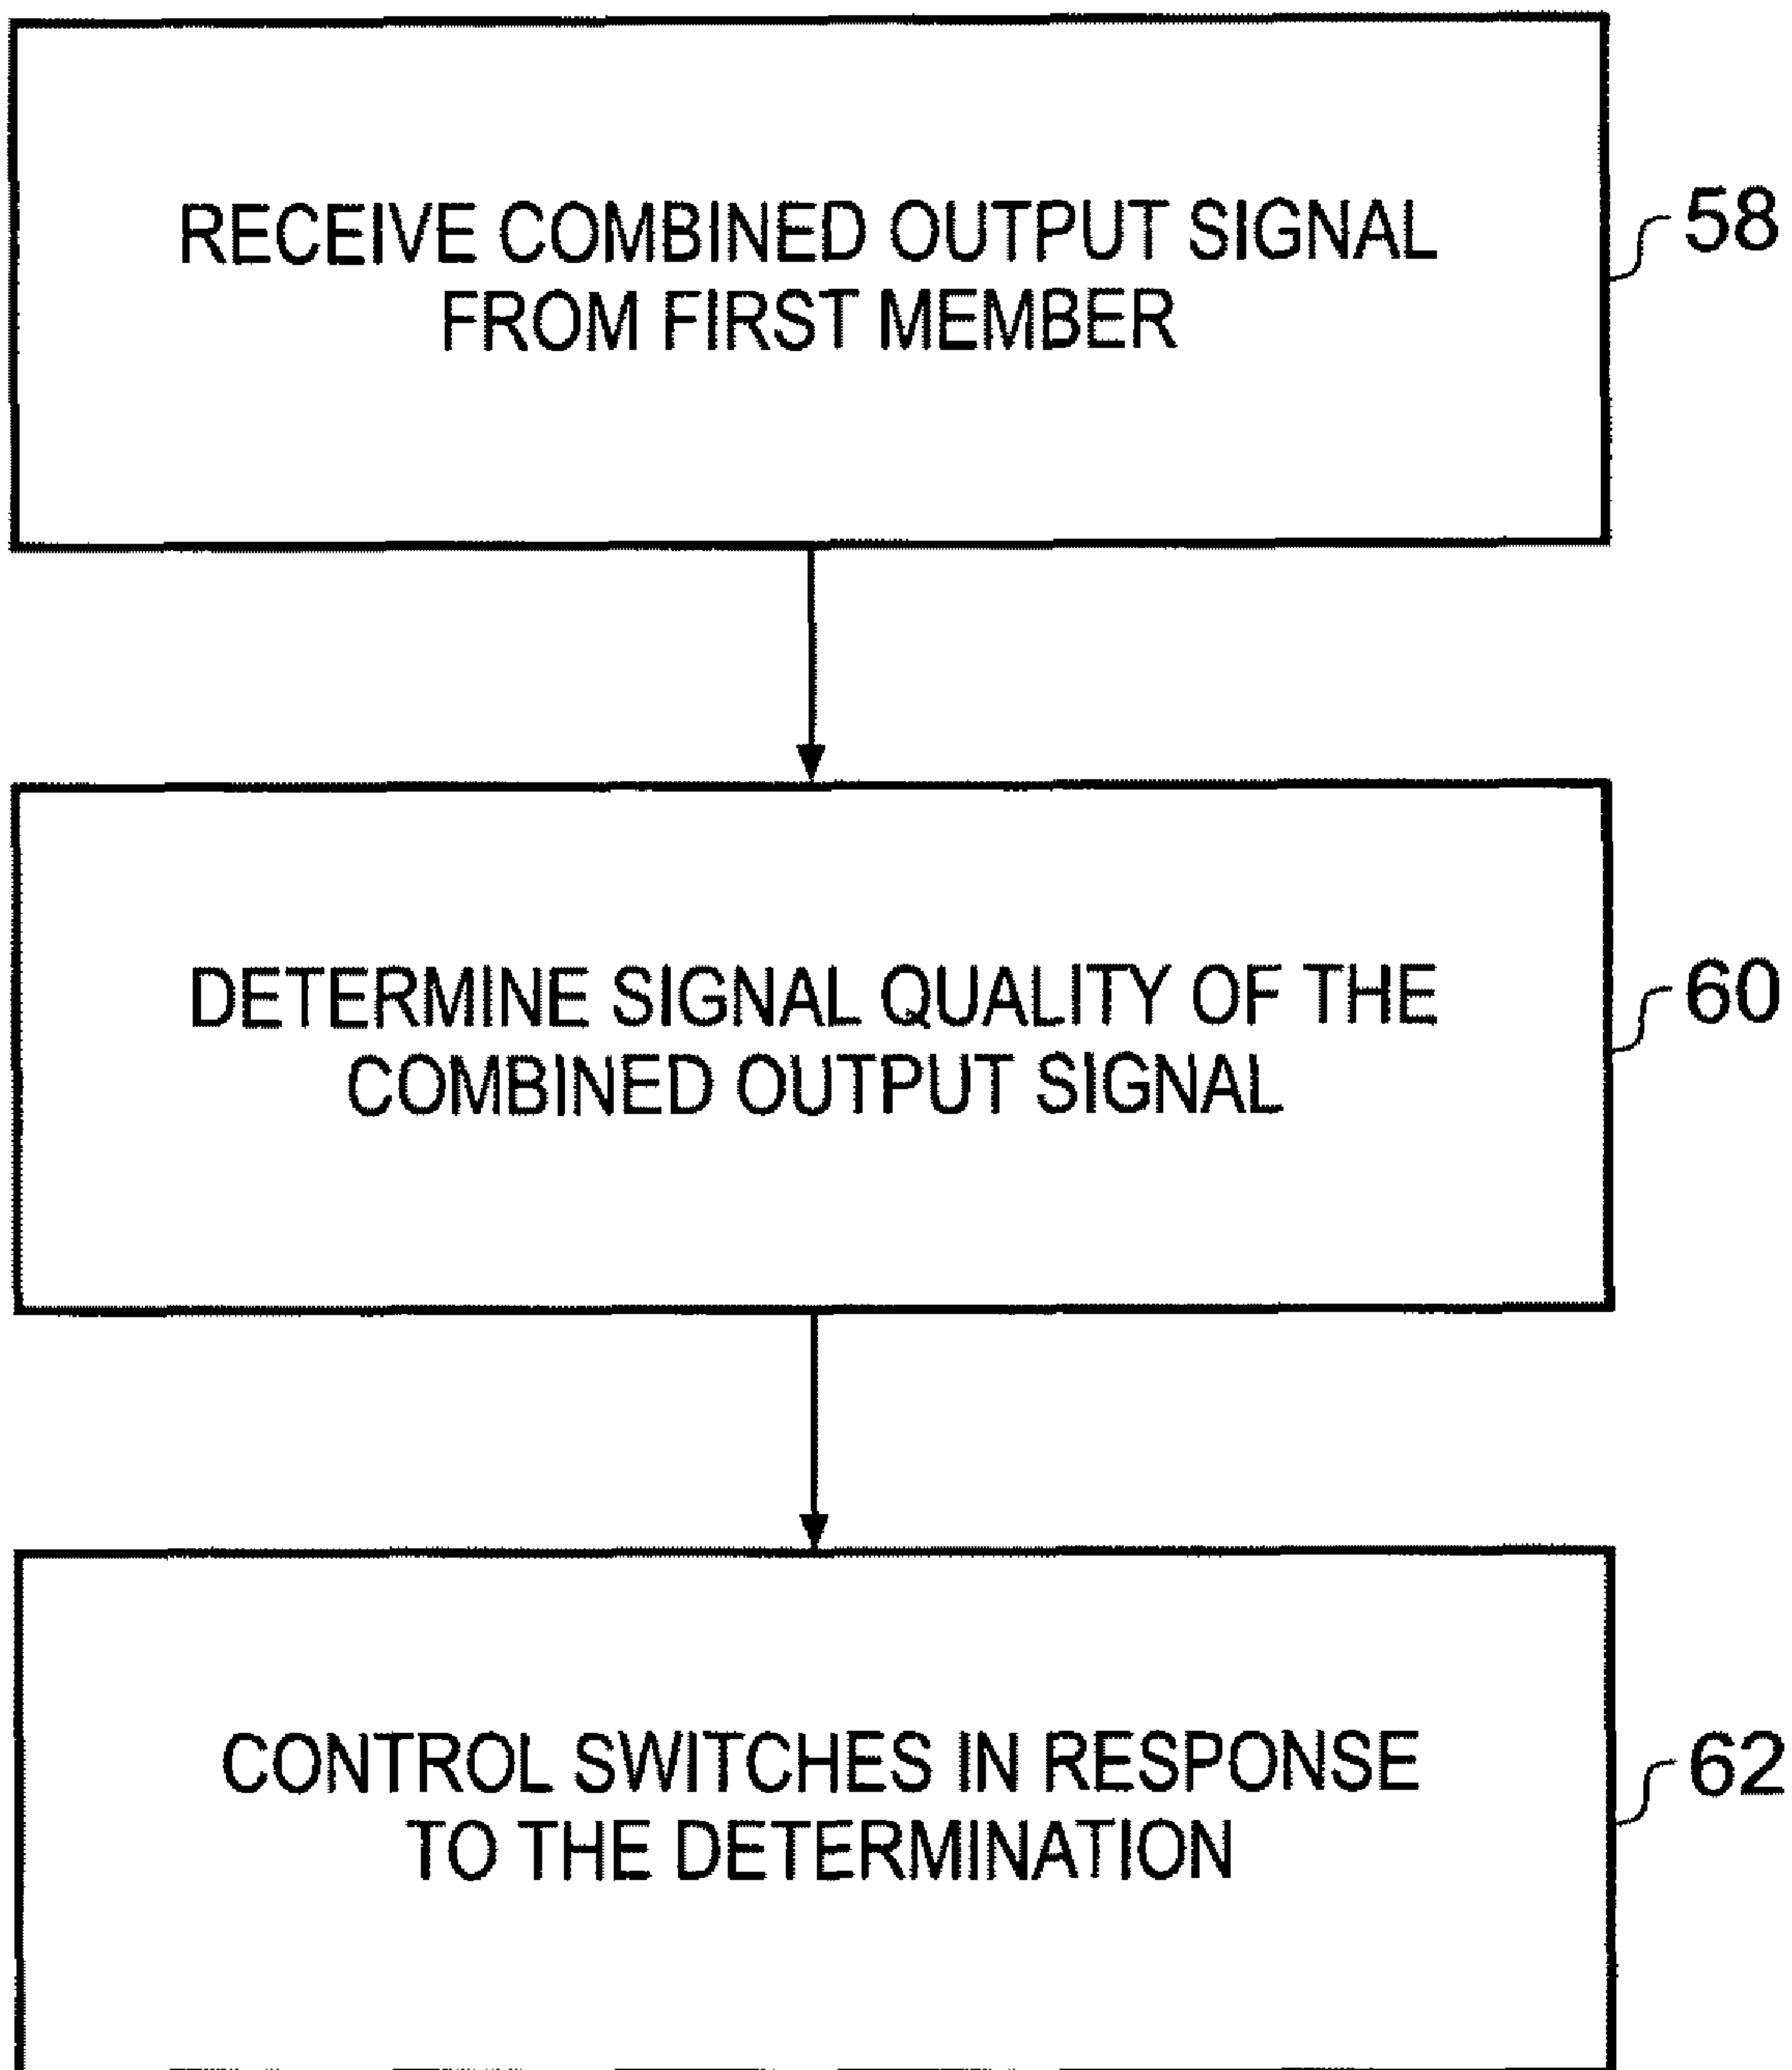 RECEIVE COMBINED OUTPUT SIGNAL
FROM FIRST MEMBER
58
DETERMINE SIGNAL QUALITY OF THE
COMBINED OUTPUT SIGNAL
60
CONTROL SWITCHES IN RESPONSE
TO THE DETERMINATION
62